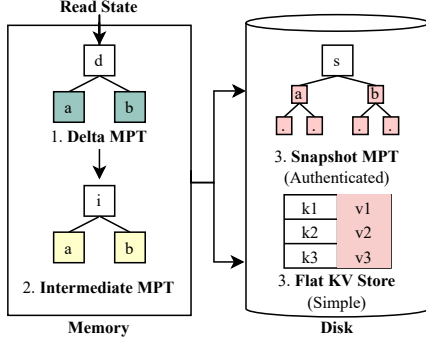 Read State
d
a b
1. Delta MPT
i
a b
2. Intermediate MPT
Memory
s
a b
. . . .
3. Snapshot MPT
(Authenticated)
k1 v1
k2 v2
k3 v3
3. Flat KV Store
(Simple)
Disk